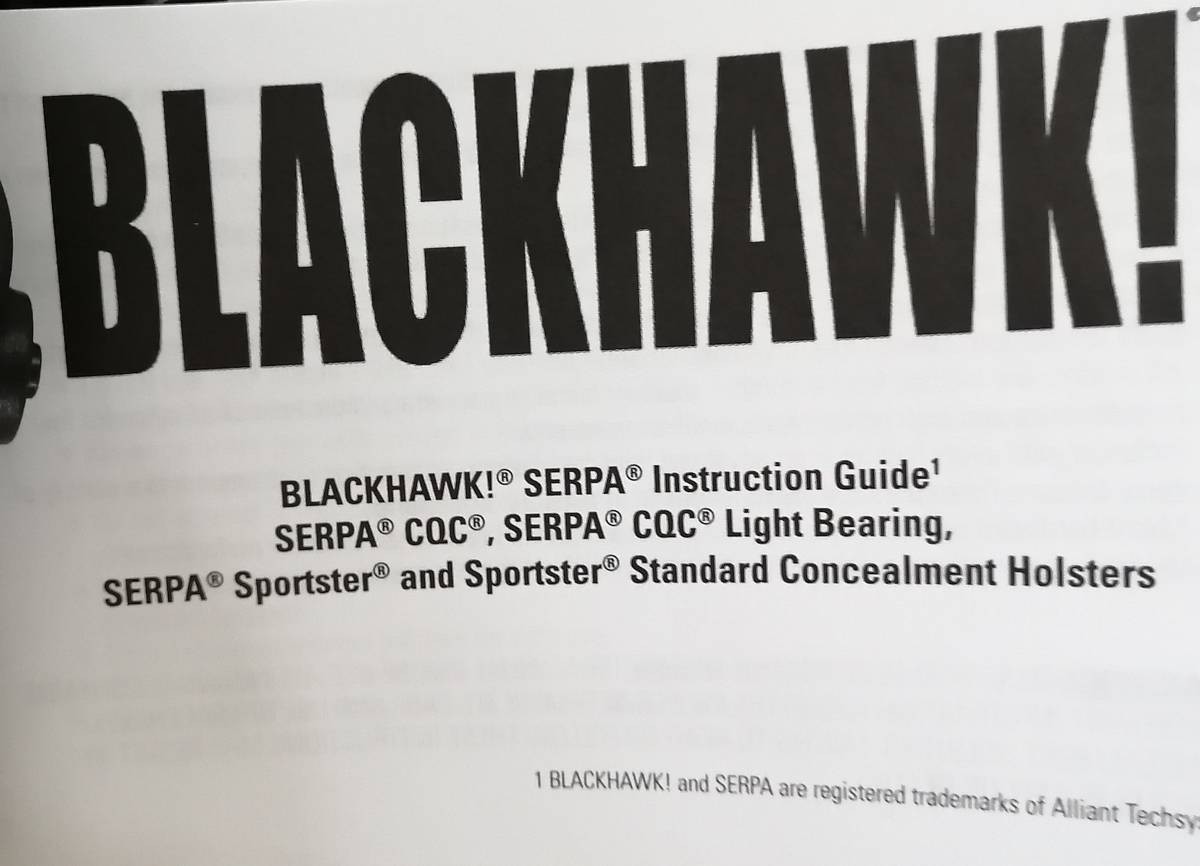 BLACKHAWK!
BLACKHAWK!® SERPA® Instruction Guide¹
SERPA® CQC®, SERPA® CQC® Light Bearing,
SERPA® Sportster® and Sportster® Standard Concealment Holsters
1 BLACKHAWK! and SERPA are registered trademarks of Alliant